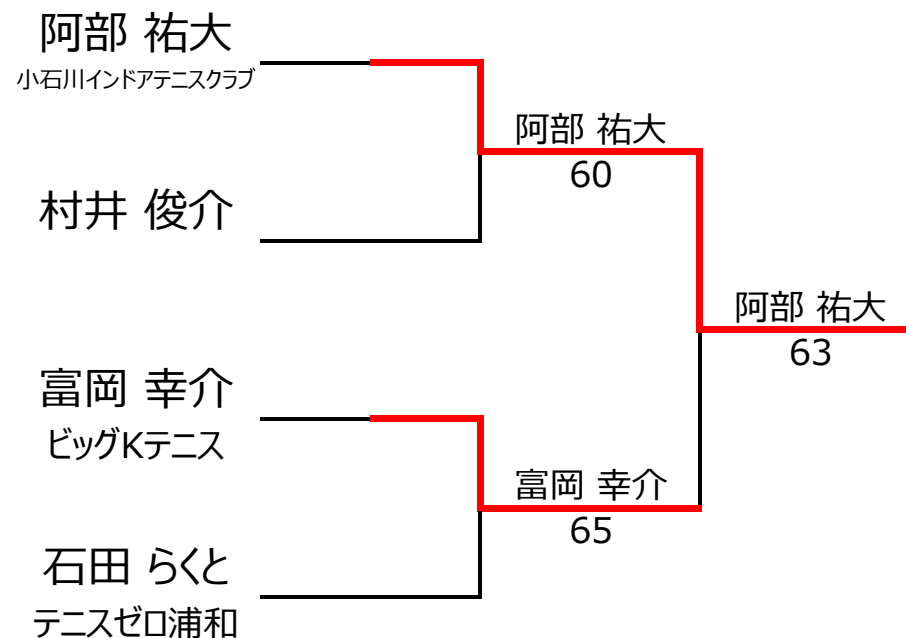 阿部 祐大
小石川インドアテニスクラブ
阿部 祐大
60
村井 俊介
阿部 祐大
63
富岡 幸介
ビッグKテニス
富岡 幸介
65
石田 らくと
テニスゼロ浦和